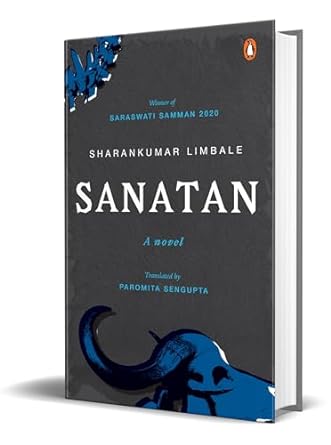 Winner of
SARASWATI SAMMAN 2020
SHARANKUMAR LIMBALE
SANATAN
A novel
Translated by
PAROMITA SENGUPTA